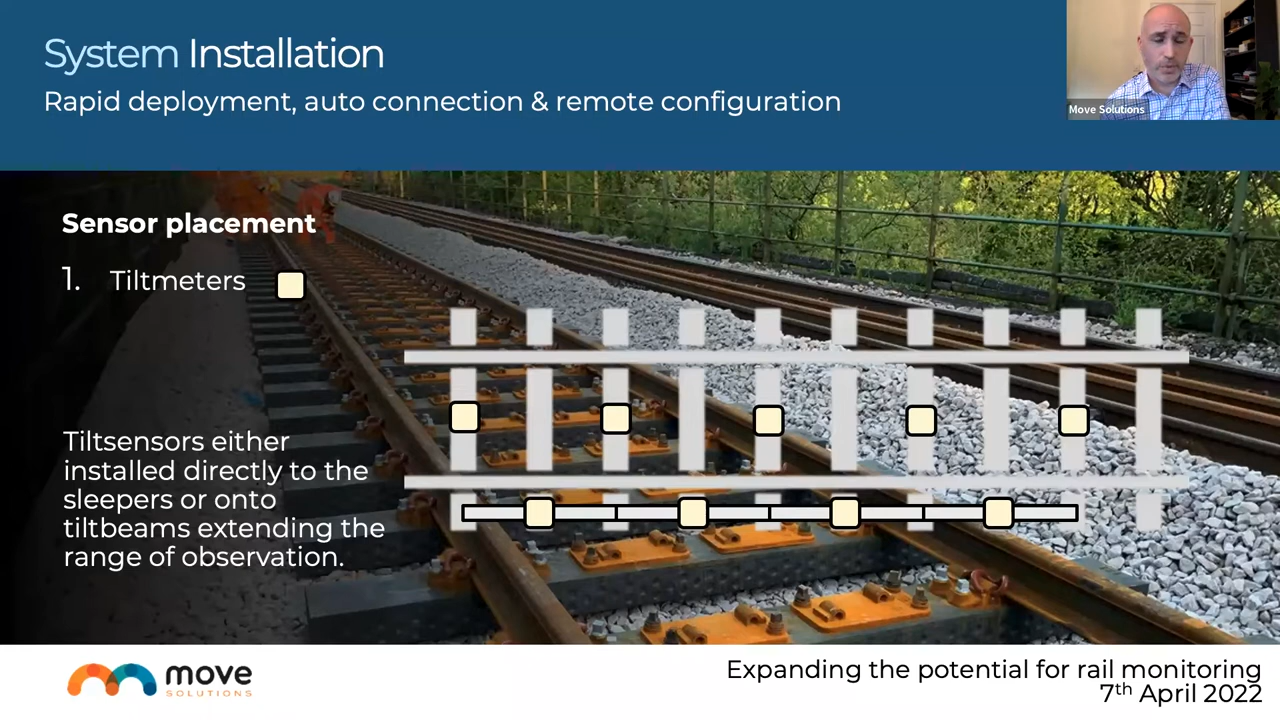 System Installation
Rapid deployment, auto connection & remote configuration
Move Solutions
Sensor placement
1. Tiltmeters
Tiltsensors either
installed directly to the
sleepers or onto
tiltbeams extending the
range of observation.
move
SOLUTIONS
Expanding the potential for rail monitoring
7th April 2022